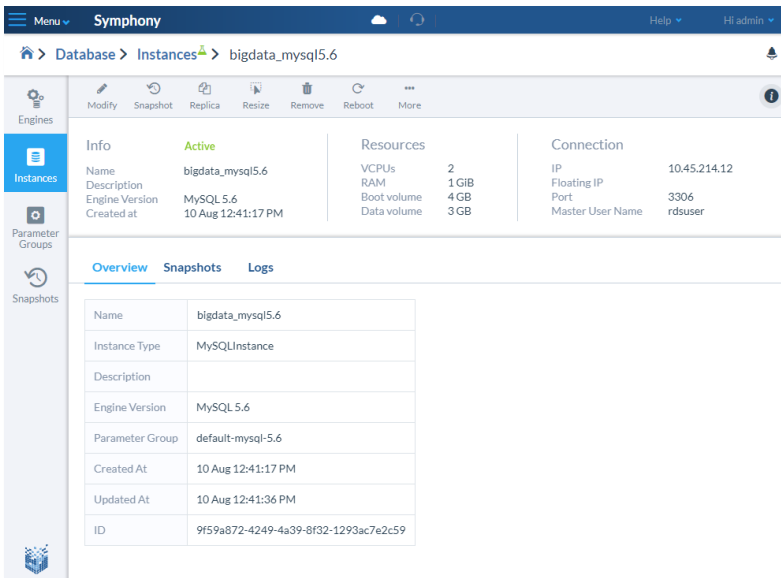 Menu Symphony Help Hi admin
Database > Instances > bigdata_mysql5.6
Engines
Instances
Parameter
Groups
Snapshots
Modify Snapshot Replica Resize Remove Reboot More
Info Active
Name bigdata_mysql5.6
Description
Engine Version MySQL 5.6
Created at 10 Aug 12:41:17 PM
Resources
VCPUs 2
RAM 1 GiB
Boot volume 4 GB
Data volume 3 GB
Connection
IP 10.45.214.12
Floating IP
Port 3306
Master User Name rdsuser
Overview Snapshots Logs
Name bigdata_mysql5.6
Instance Type MySQLInstance
Description
Engine Version MySQL 5.6
Parameter Group default-mysql-5.6
Created At 10 Aug 12:41:17 PM
Updated At 10 Aug 12:41:36 PM
ID 9f59a872-4249-4a39-8f32-1293ac7e2c59